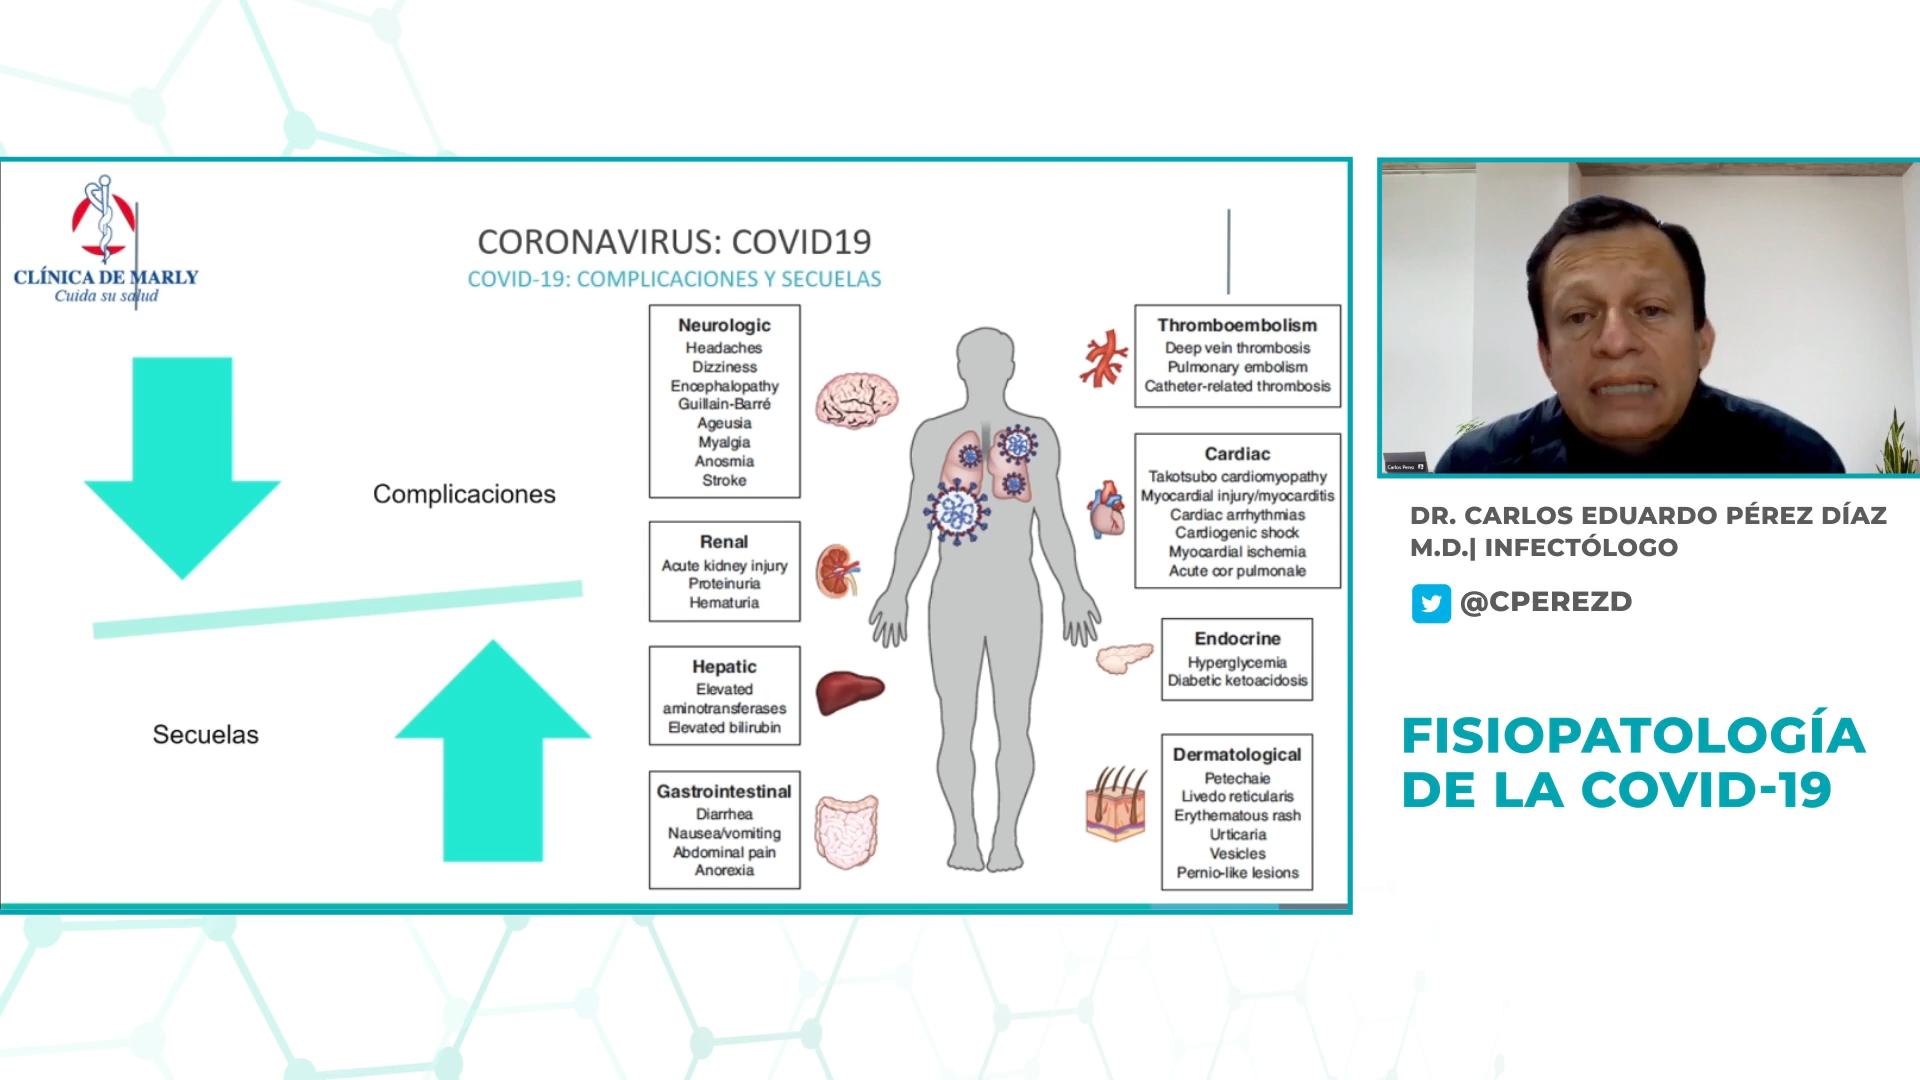 CLÍNICA DE MARLY
Cuida su salud
CORONAVIRUS: COVID19
COVID-19: COMPLICACIONES Y SECUELAS
Complicaciones
Secuelas
Neurologic
Headaches
Dizziness
Encephalopathy
Guillain-Barré
Ageusia
Myalgia
Anosmia
Stroke
Renal
Acute kidney injury
Proteinuria
Hematuria
Hepatic
Elevated
aminotransferases
Elevated bilirubin
Gastrointestinal
Diarrhea
Nausea/vomiting
Abdominal pain
Anorexia
Thromboembolism
Deep vein thrombosis
Pulmonary embolism
Catheter-related thrombosis
Cardiac
Takotsubo cardiomyopathy
Myocardial injury/myocarditis
Cardiac arrhythmias
Cardiogenic shock
Myocardial ischemia
Acute cor pulmonale
Endocrine
Hyperglycemia
Diabetic ketoacidosis
Dermatological
Petechaie
Livedo reticularis
Erythematous rash
Urticaria
Vesicles
Pernio-like lesions
Carlos Perez
DR. CARLOS EDUARDO PÉREZ DÍAZ
M.D.| INFECTÓLOGO
@CPEREZD
FISIOPATOLOGÍA
DE LA COVID-19